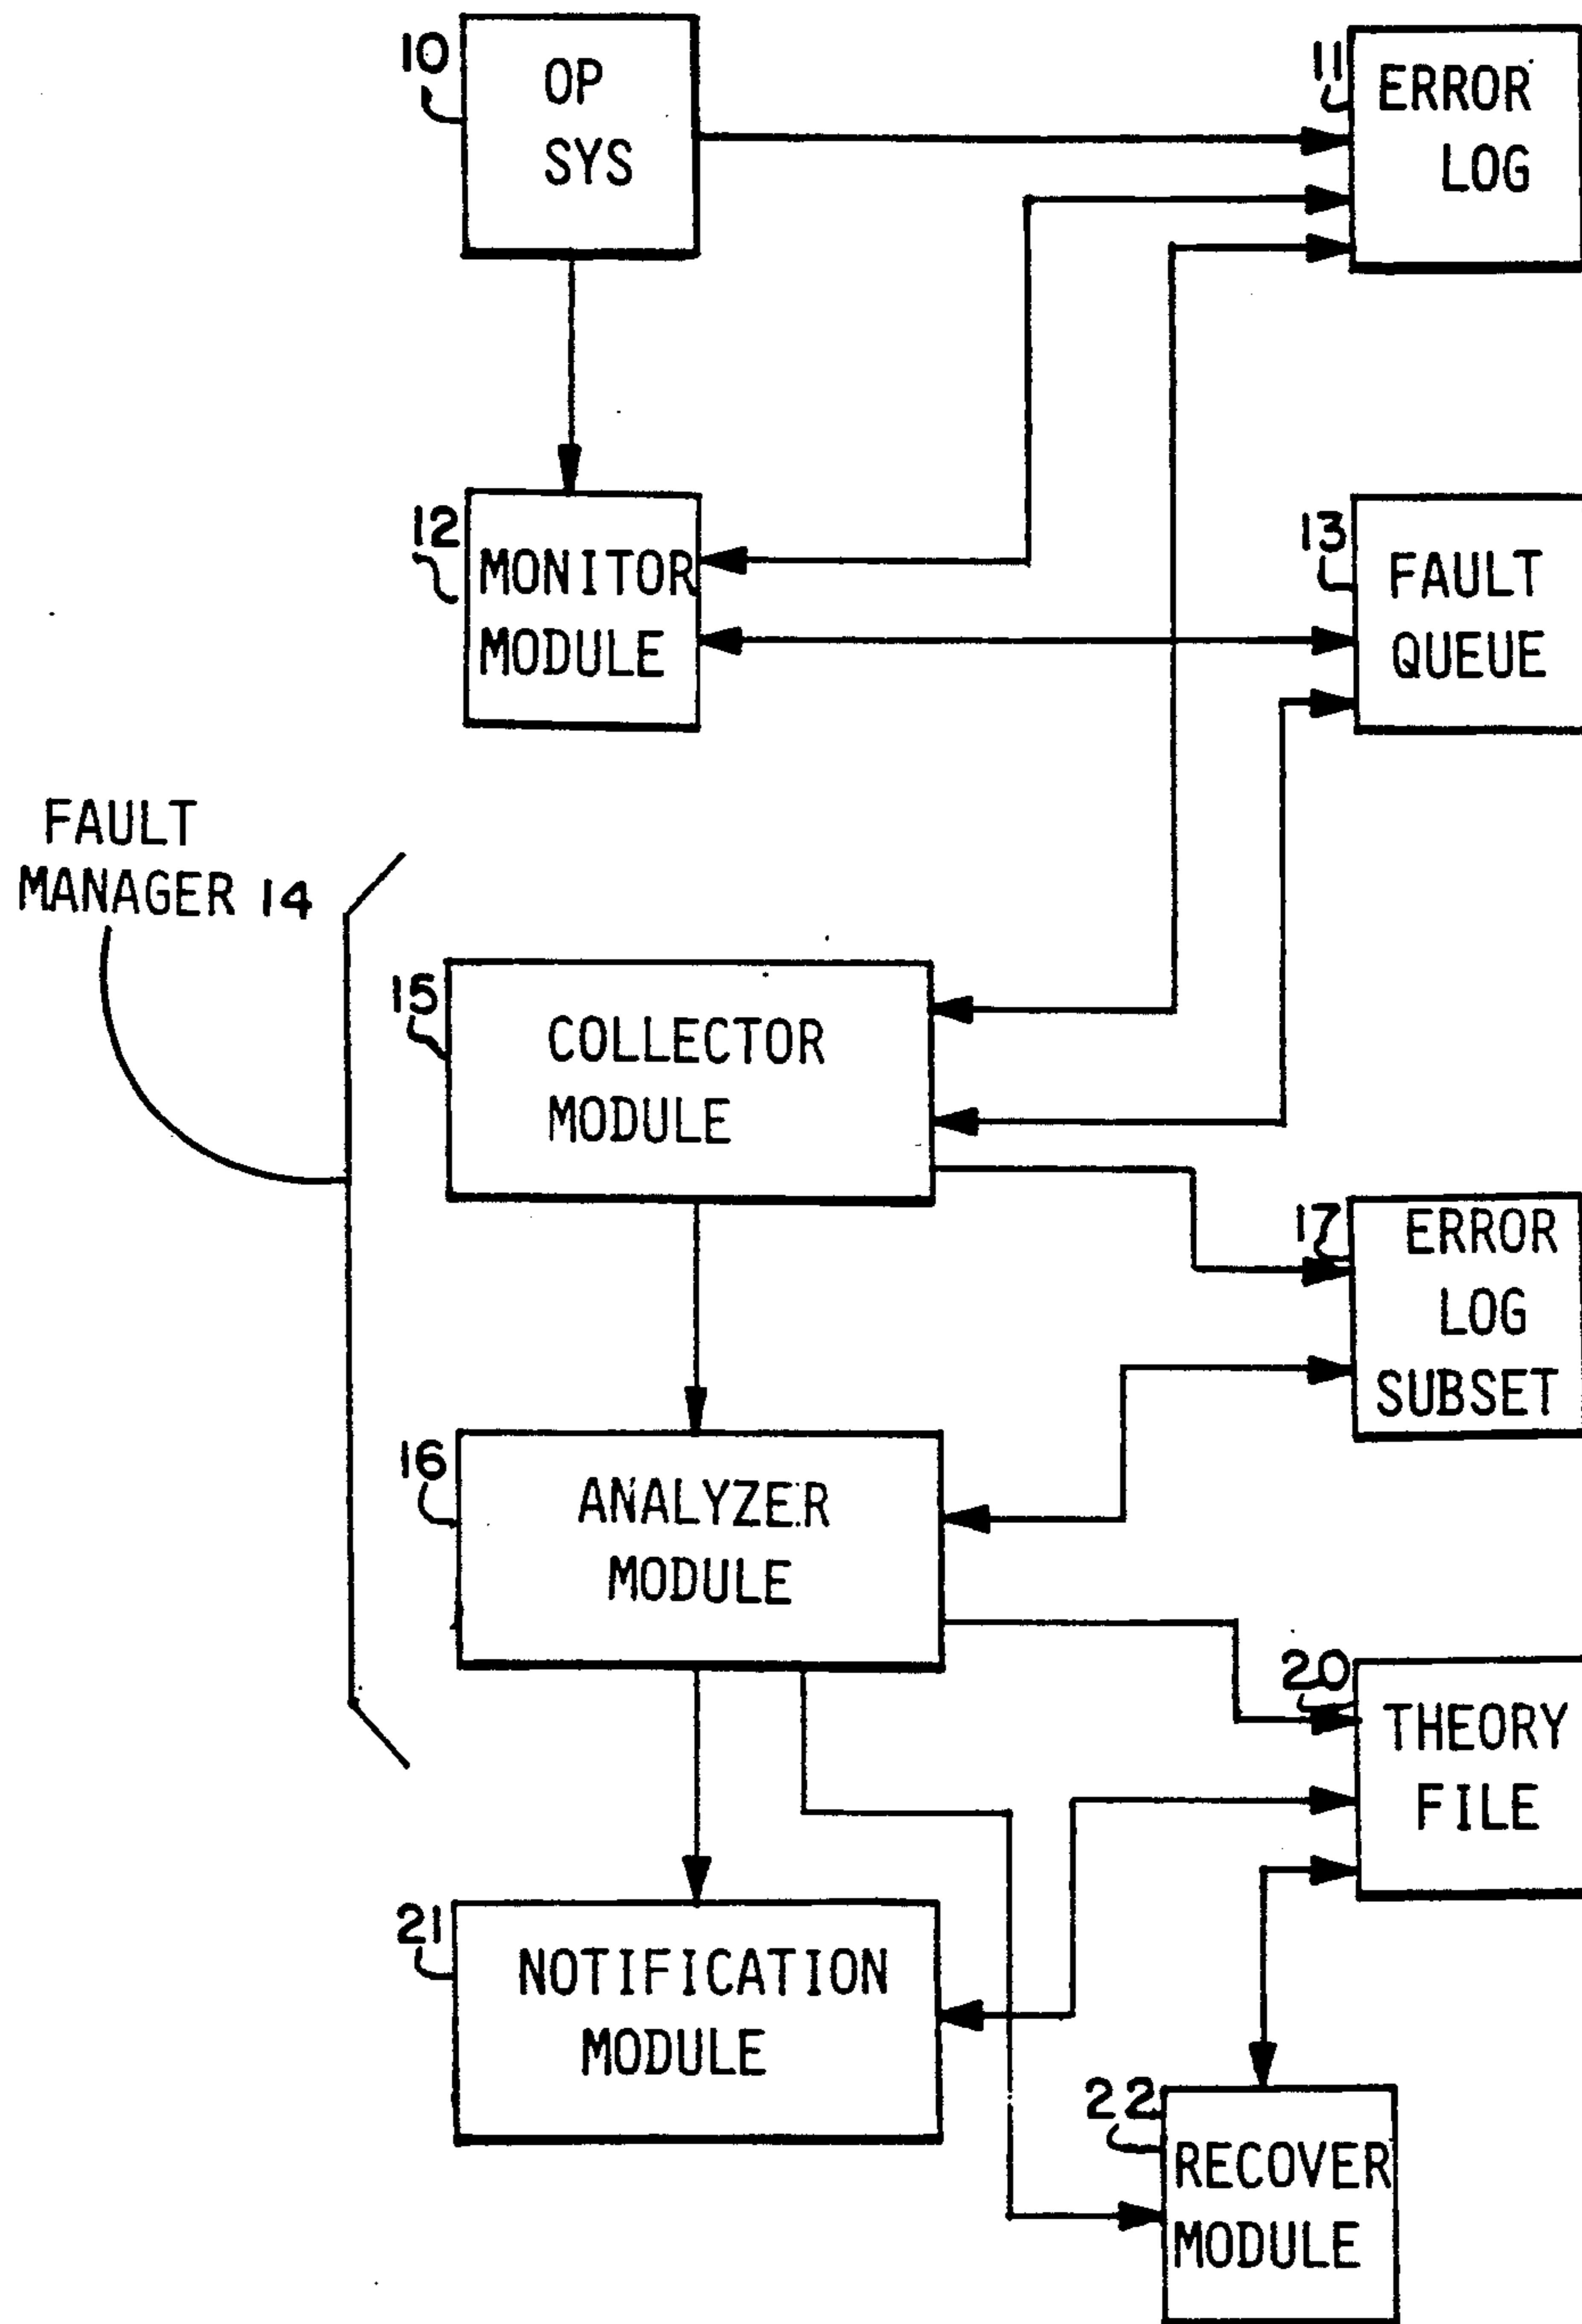 10
OP
SYS
11
ERROR
LOG
12
MONITOR
MODULE
13
FAULT
QUEUE
FAULT
MANAGER 14
15
COLLECTOR
MODULE
17
ERROR
LOG
SUBSET
16
ANALYZER
MODULE
20
THEORY
FILE
21
NOTIFICATION
MODULE
22
RECOVER
MODULE